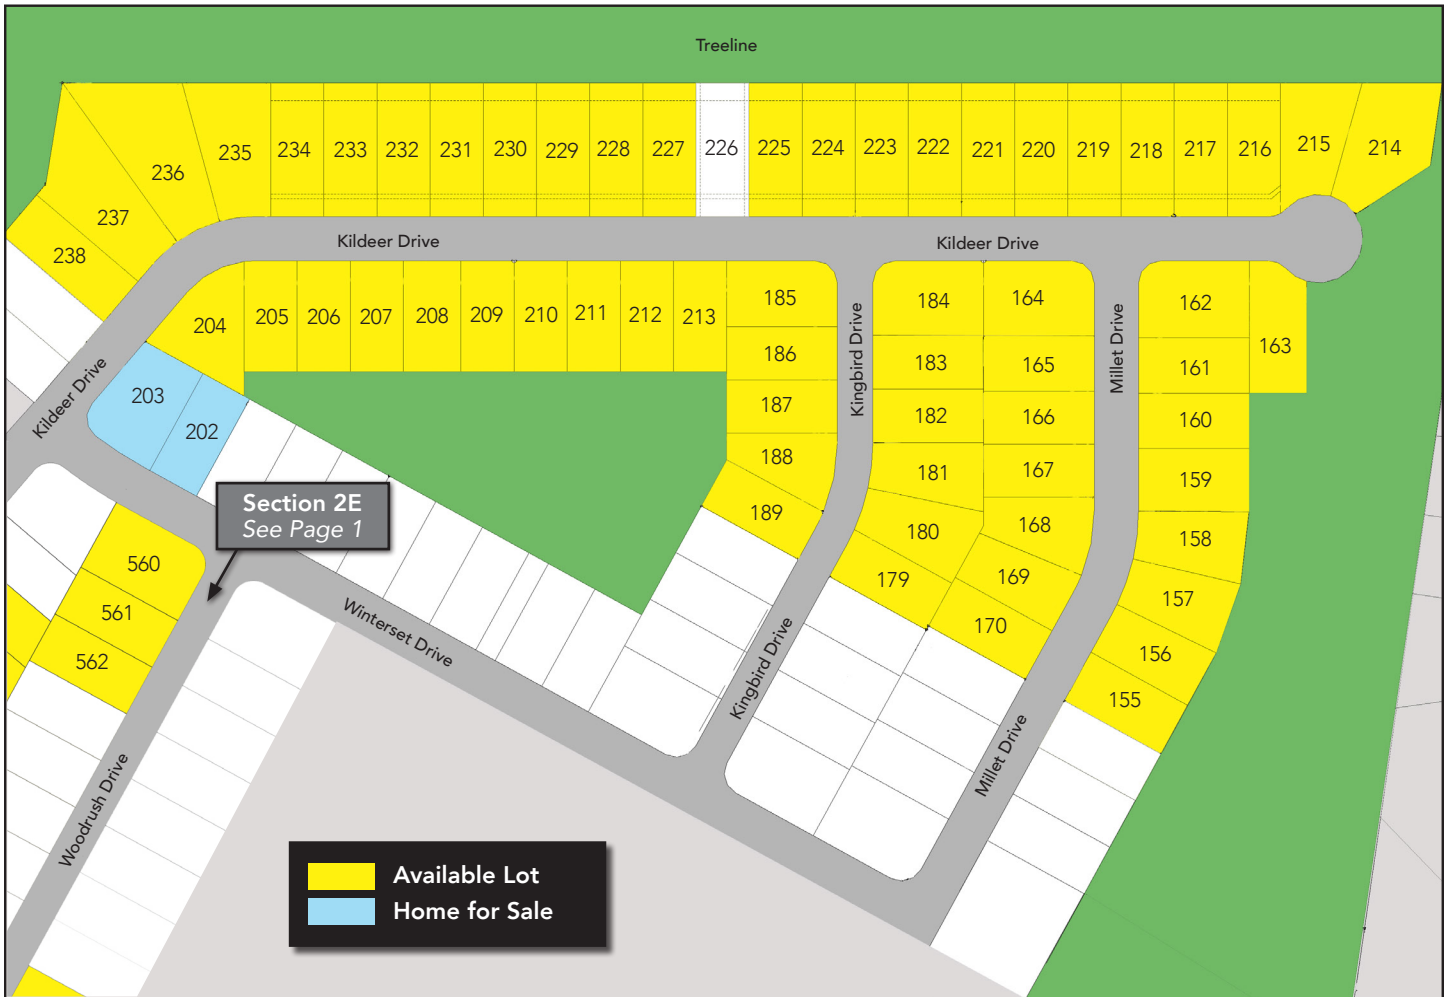 Treeline
234 233 232 231 230 229 228 227 226 225 224 223 222 221 220 219 218 217 216 215 214
235
236
237
238
Kildeer Drive
Kildeer Drive
204 205 206 207 208 209 210 211 212 213
185
186
187
188
189
184
183
182
181
180
179
164
165
166
167
168
169
170
162
161
163
160
159
158
157
156
155
Kingbird Drive
Millet Drive
Kildeer Drive
203
202
Section 2E
See Page 1
560
561
562
Winterset Drive
Kingbird Drive
Millet Drive
Woodrush Drive
Available Lot
Home for Sale